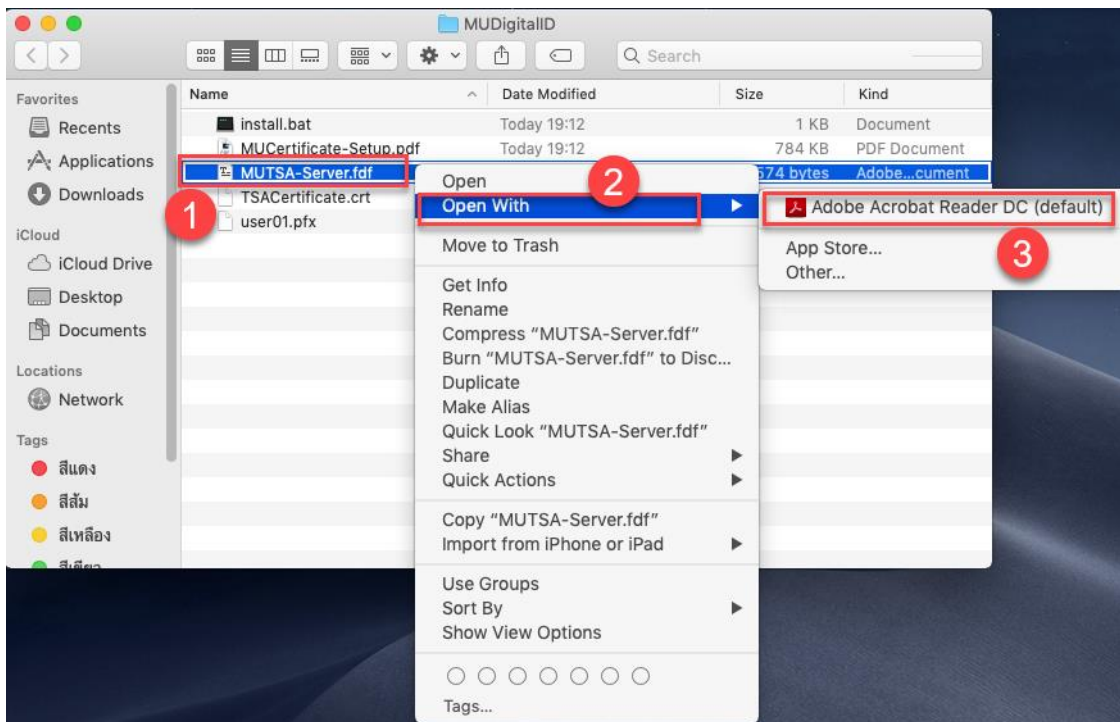 MUDigitalID
Search
Favorites
Recents
Applications
Downloads
iCloud
iCloud Drive
Desktop
Documents
Locations
Network
Tags
สีแดง
สีส้ม
สีเหลือง
สีเขียว
Name Date Modified Size Kind
install.bat Today 19:12 1 KB Document
MUCertificate-Setup.pdf Today 19:12 784 KB PDF Document
MUTSA-Server.fdf 574 bytes Adobe...cument
TSACertificate.crt
user01.pfx
1
2
Open
Open With
Move to Trash
Get Info
Rename
Compress “MUTSA-Server.fdf”
Burn “MUTSA-Server.fdf” to Disc...
Duplicate
Make Alias
Quick Look “MUTSA-Server.fdf”
Share
Quick Actions
Copy “MUTSA-Server.fdf”
Import from iPhone or iPad
Use Groups
Sort By
Show View Options
Tags...
Adobe Acrobat Reader DC (default)
App Store...
Other...
3